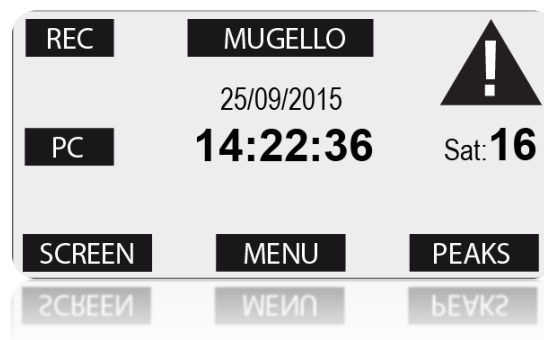 REC MUGELLO
25/09/2015
PC 14:22:36 Sat:16
SCREEN MENU PEAKS